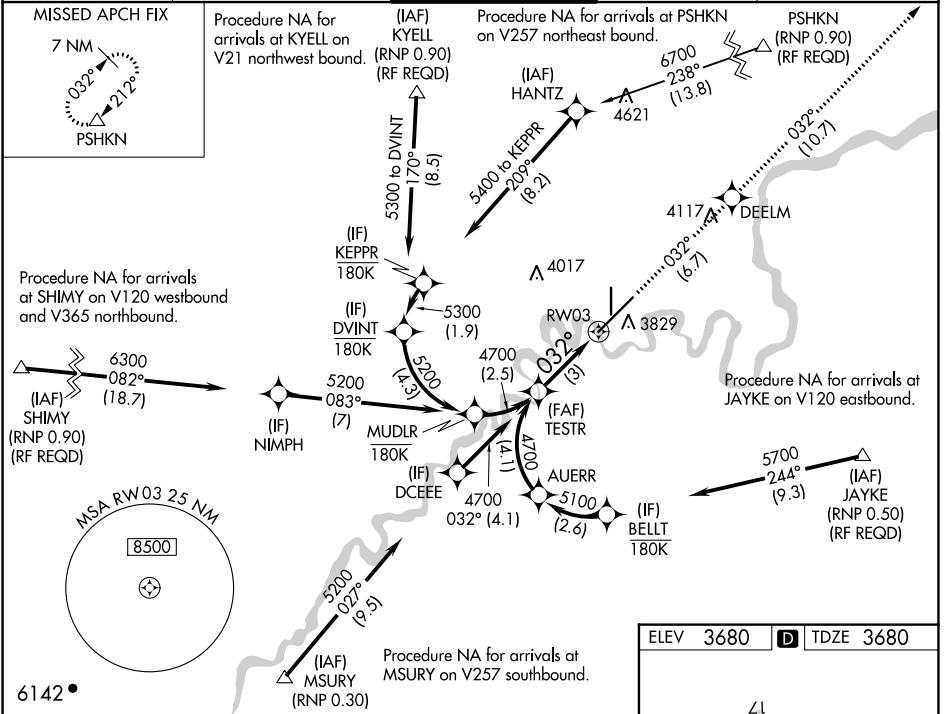 MISSED APCH FIX
7 NM
032°
212°
PSHKN
Procedure NA for
arrivals at KYELL on
V21 northwest bound.
(IAF)
KYELL
(RNP 0.90)
(RF REQD)
Procedure NA for arrivals at PSHKN
on V257 northeast bound.
PSHKN
(RNP 0.90)
(RF REQD)
6700
238°
(13.8)
(IAF)
HANTZ
4621
032°
(10.7)
5300 to DVINT
170°
(8.5)
5400 to KEPPR
209°
(8.2)
4117
DEELM
032°
(6.7)
(IF)
KEPPR
180K
4017
Procedure NA for arrivals
at SHIMY on V120 westbound
and V365 northbound.
(IF)
DVINT
180K
5300
(1.9)
RW03
3829
5200
(4.3)
4700
(2.5)
032°
(3)
6300
082°
(18.7)
(IAF)
SHIMY
(RNP 0.90)
(RF REQD)
5200
083°
(7)
(IF)
NIMPH
MUDLR
180K
(FAF)
TESTR
Procedure NA for arrivals at
JAYKE on V120 eastbound.
(IF)
DCEEE
4700
032° (4.1)
4700
(4.1)
AUERR
5100
(2.6)
(IF)
BELLT
180K
5700
244°
(9.3)
(IAF)
JAYKE
(RNP 0.50)
(RF REQD)
MSA RW03 25 NM
8500
5200
027°
(9.5)
(IAF)
MSURY
(RNP 0.30)
Procedure NA for arrivals at
MSURY on V257 southbound.
6142
ELEV 3680 D TDZE 3680